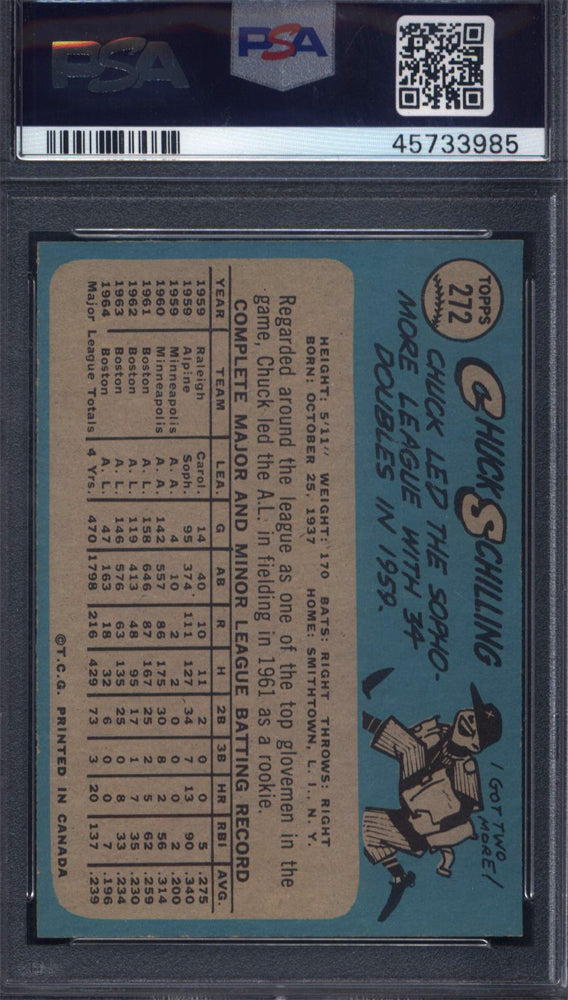 PSA
PSA
45733985
TOPPS
272
CHUCK SCHILLING
CHUCK LED THE SOPHO-
MORE LEAGUE WITH 34
DOUBLES IN 1959.
I GOT TWO
MORE!
HEIGHT: 5'11" WEIGHT: 170 BATS: RIGHT THROWS: RIGHT
BORN: OCTOBER 25, 1937 HOME: SMITHTOWN, L. I., N. Y.
Regarded around the league as one of the top glovemen in the
game, Chuck led the A.L. in fielding in 1961 as a rookie.
COMPLETE MAJOR AND MINOR LEAGUE BATTING RECORD
YEAR TEAM LEA. G AB R H 2B 3B HR RBI AVG.
1959 Raleigh Carol. 14 40 10 11 2 0 0 5 .275
1959 Alpine Soph. 95 374 111 127 34 7 13 90 .340
1959 Minneapolis A. A. 4 10 2 2 0 0 0 2 .200
1960 Minneapolis A. A. 142 557 86 175 30 8 2 56 .314
1961 Boston A. L. 158 646 87 167 25 2 5 62 .259
1962 Boston A. L. 119 413 48 95 17 1 7 35 .230
1963 Boston A. L. 146 576 63 135 25 0 8 33 .234
1964 Boston A. L. 47 163 18 32 6 0 0 7 .196
Major League Totals 4 Yrs. 470 1798 216 429 73 3 20 137 .239
©T.C.G. PRINTED IN CANADA